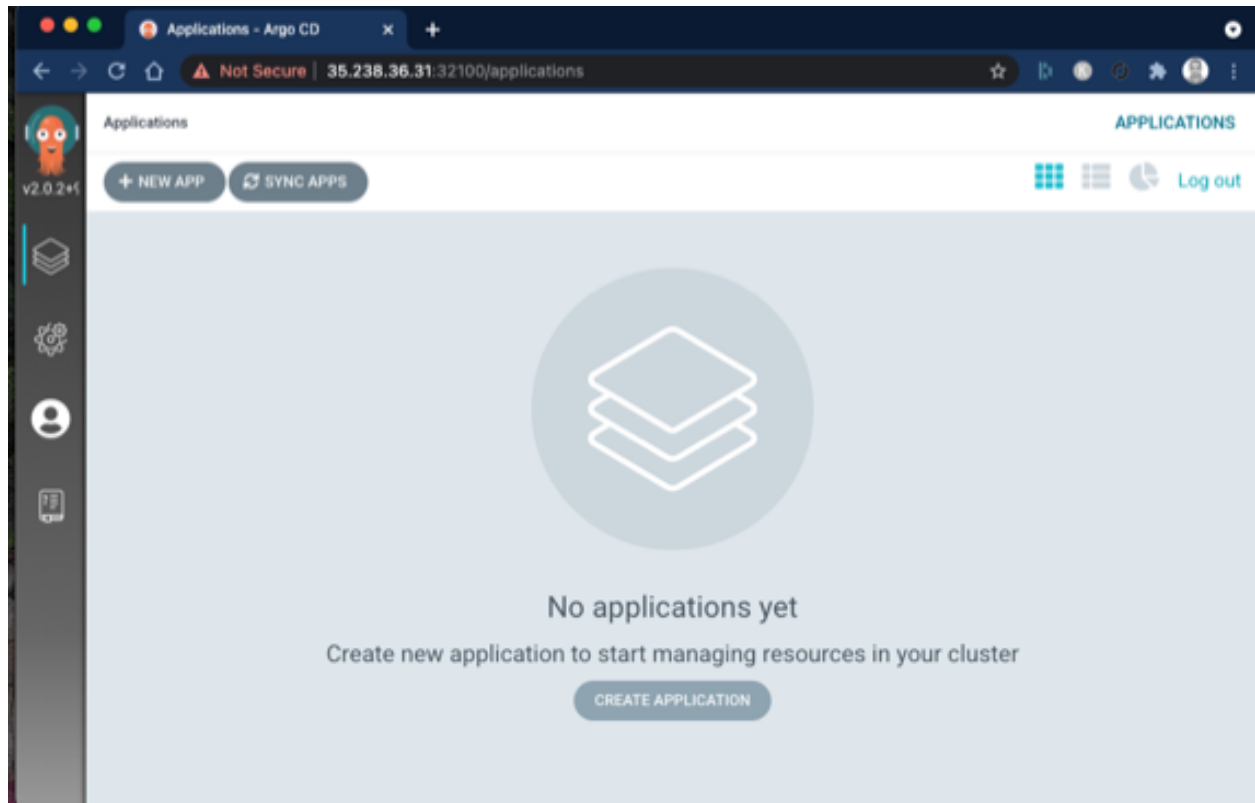 Applications - Argo CD
Not Secure | 35.238.36.31:32100/applications
Applications
APPLICATIONS
v2.0.2+
+ NEW APP
SYNC APPS
Log out
No applications yet
Create new application to start managing resources in your cluster
CREATE APPLICATION